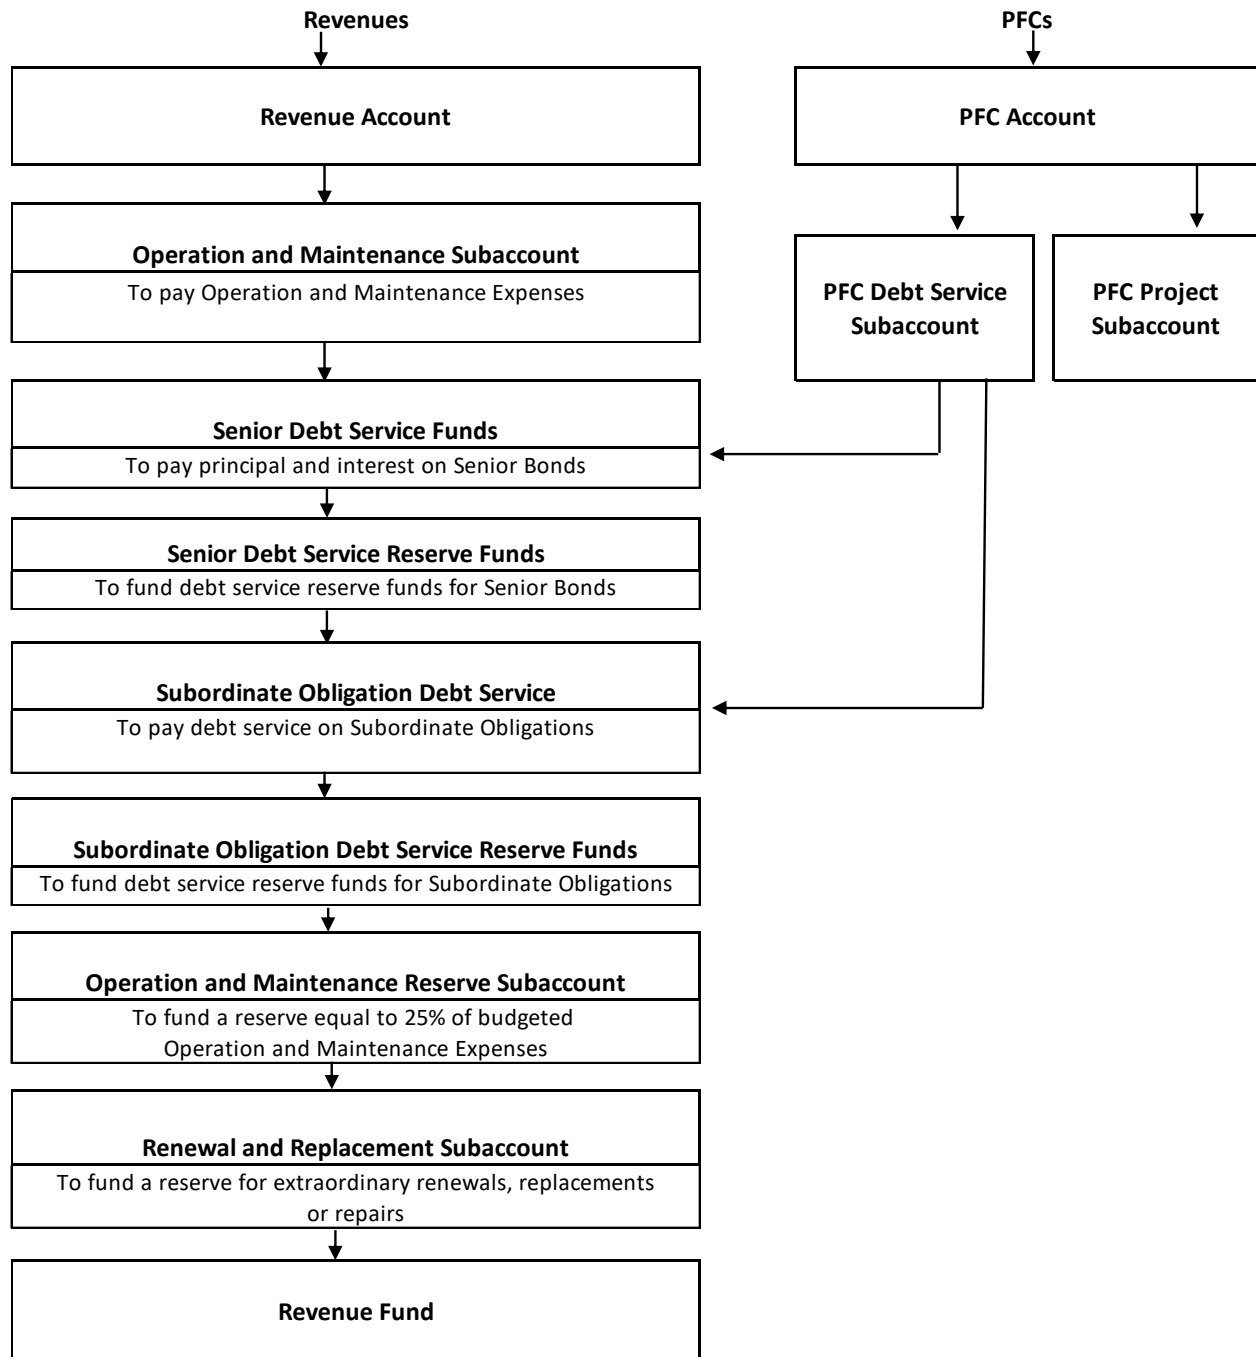 Revenues
PFCs
Revenue Account
PFC Account
Operation and Maintenance Subaccount
To pay Operation and Maintenance Expenses
PFC Debt Service
Subaccount
PFC Project
Subaccount
Senior Debt Service Funds
To pay principal and interest on Senior Bonds
Senior Debt Service Reserve Funds
To fund debt service reserve funds for Senior Bonds
Subordinate Obligation Debt Service
To pay debt service on Subordinate Obligations
Subordinate Obligation Debt Service Reserve Funds
To fund debt service reserve funds for Subordinate Obligations
Operation and Maintenance Reserve Subaccount
To fund a reserve equal to 25% of budgeted
Operation and Maintenance Expenses
Renewal and Replacement Subaccount
To fund a reserve for extraordinary renewals, replacements
or repairs
Revenue Fund